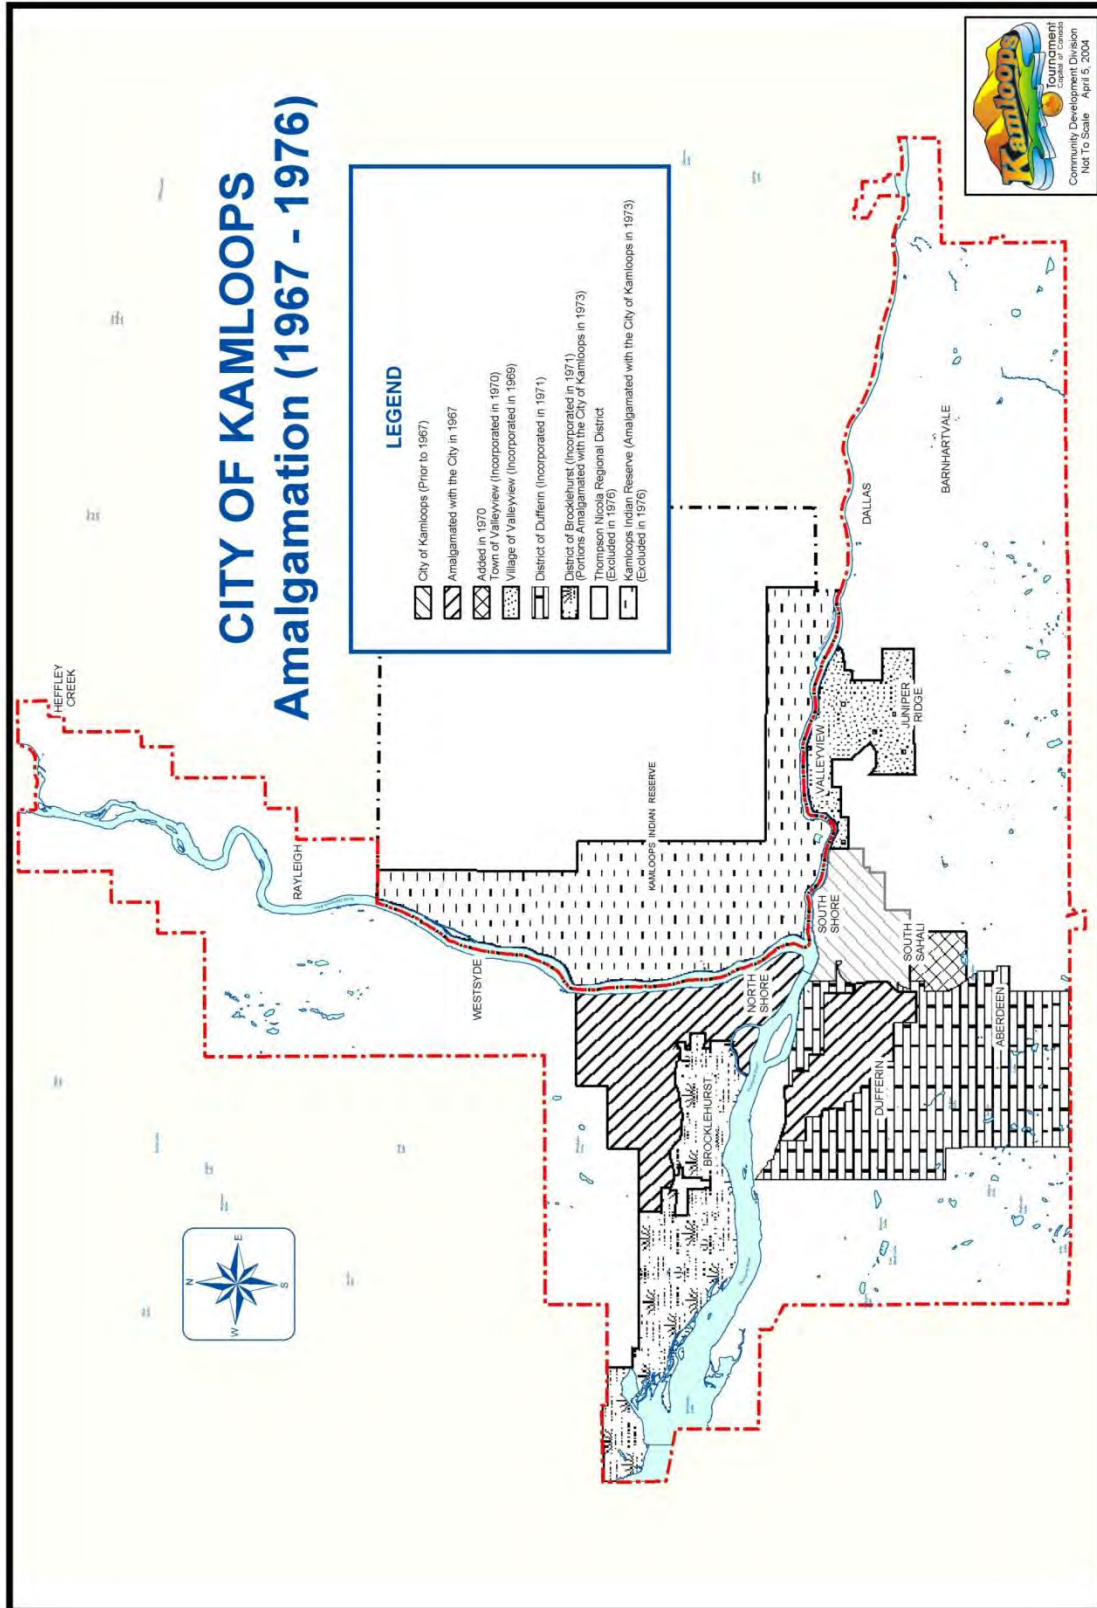 CITY OF KAMLOOPS
Amalgamation (1967 - 1976)
LEGEND
City of Kamloops (Prior to 1967)
Amalgamated with the City in 1967
Added in 1970
Town of Valleyview (Incorporated in 1970)
Village of Valleyview (Incorporated in 1969)
District of Dufferin (Incorporated in 1971)
District of Brocklehurst (Incorporated in 1971)
(Portions Amalgamated with the City of Kamloops in 1973)
Thompson Nicola Regional District
(Excluded in 1976)
Kamloops Indian Reserve (Amalgamated with the City of Kamloops in 1973)
(Excluded in 1976)
HEFFLEY
CREEK
RAYLEIGH
WESTSYDE
KAMLOOPS INDIAN RESERVE
NORTH
SHORE
BROCKLEHURST
SOUTH
SHORE
VALLEYVIEW
JUNIPER
RIDGE
DALLAS
BARNHARTVALE
SOUTH
SAHALI
DUFFERIN
ABERDEEN
N
E
S
W
Kamloops
Tournament
Capital of Canada
Community Development Division
Not To Scale April 5, 2004